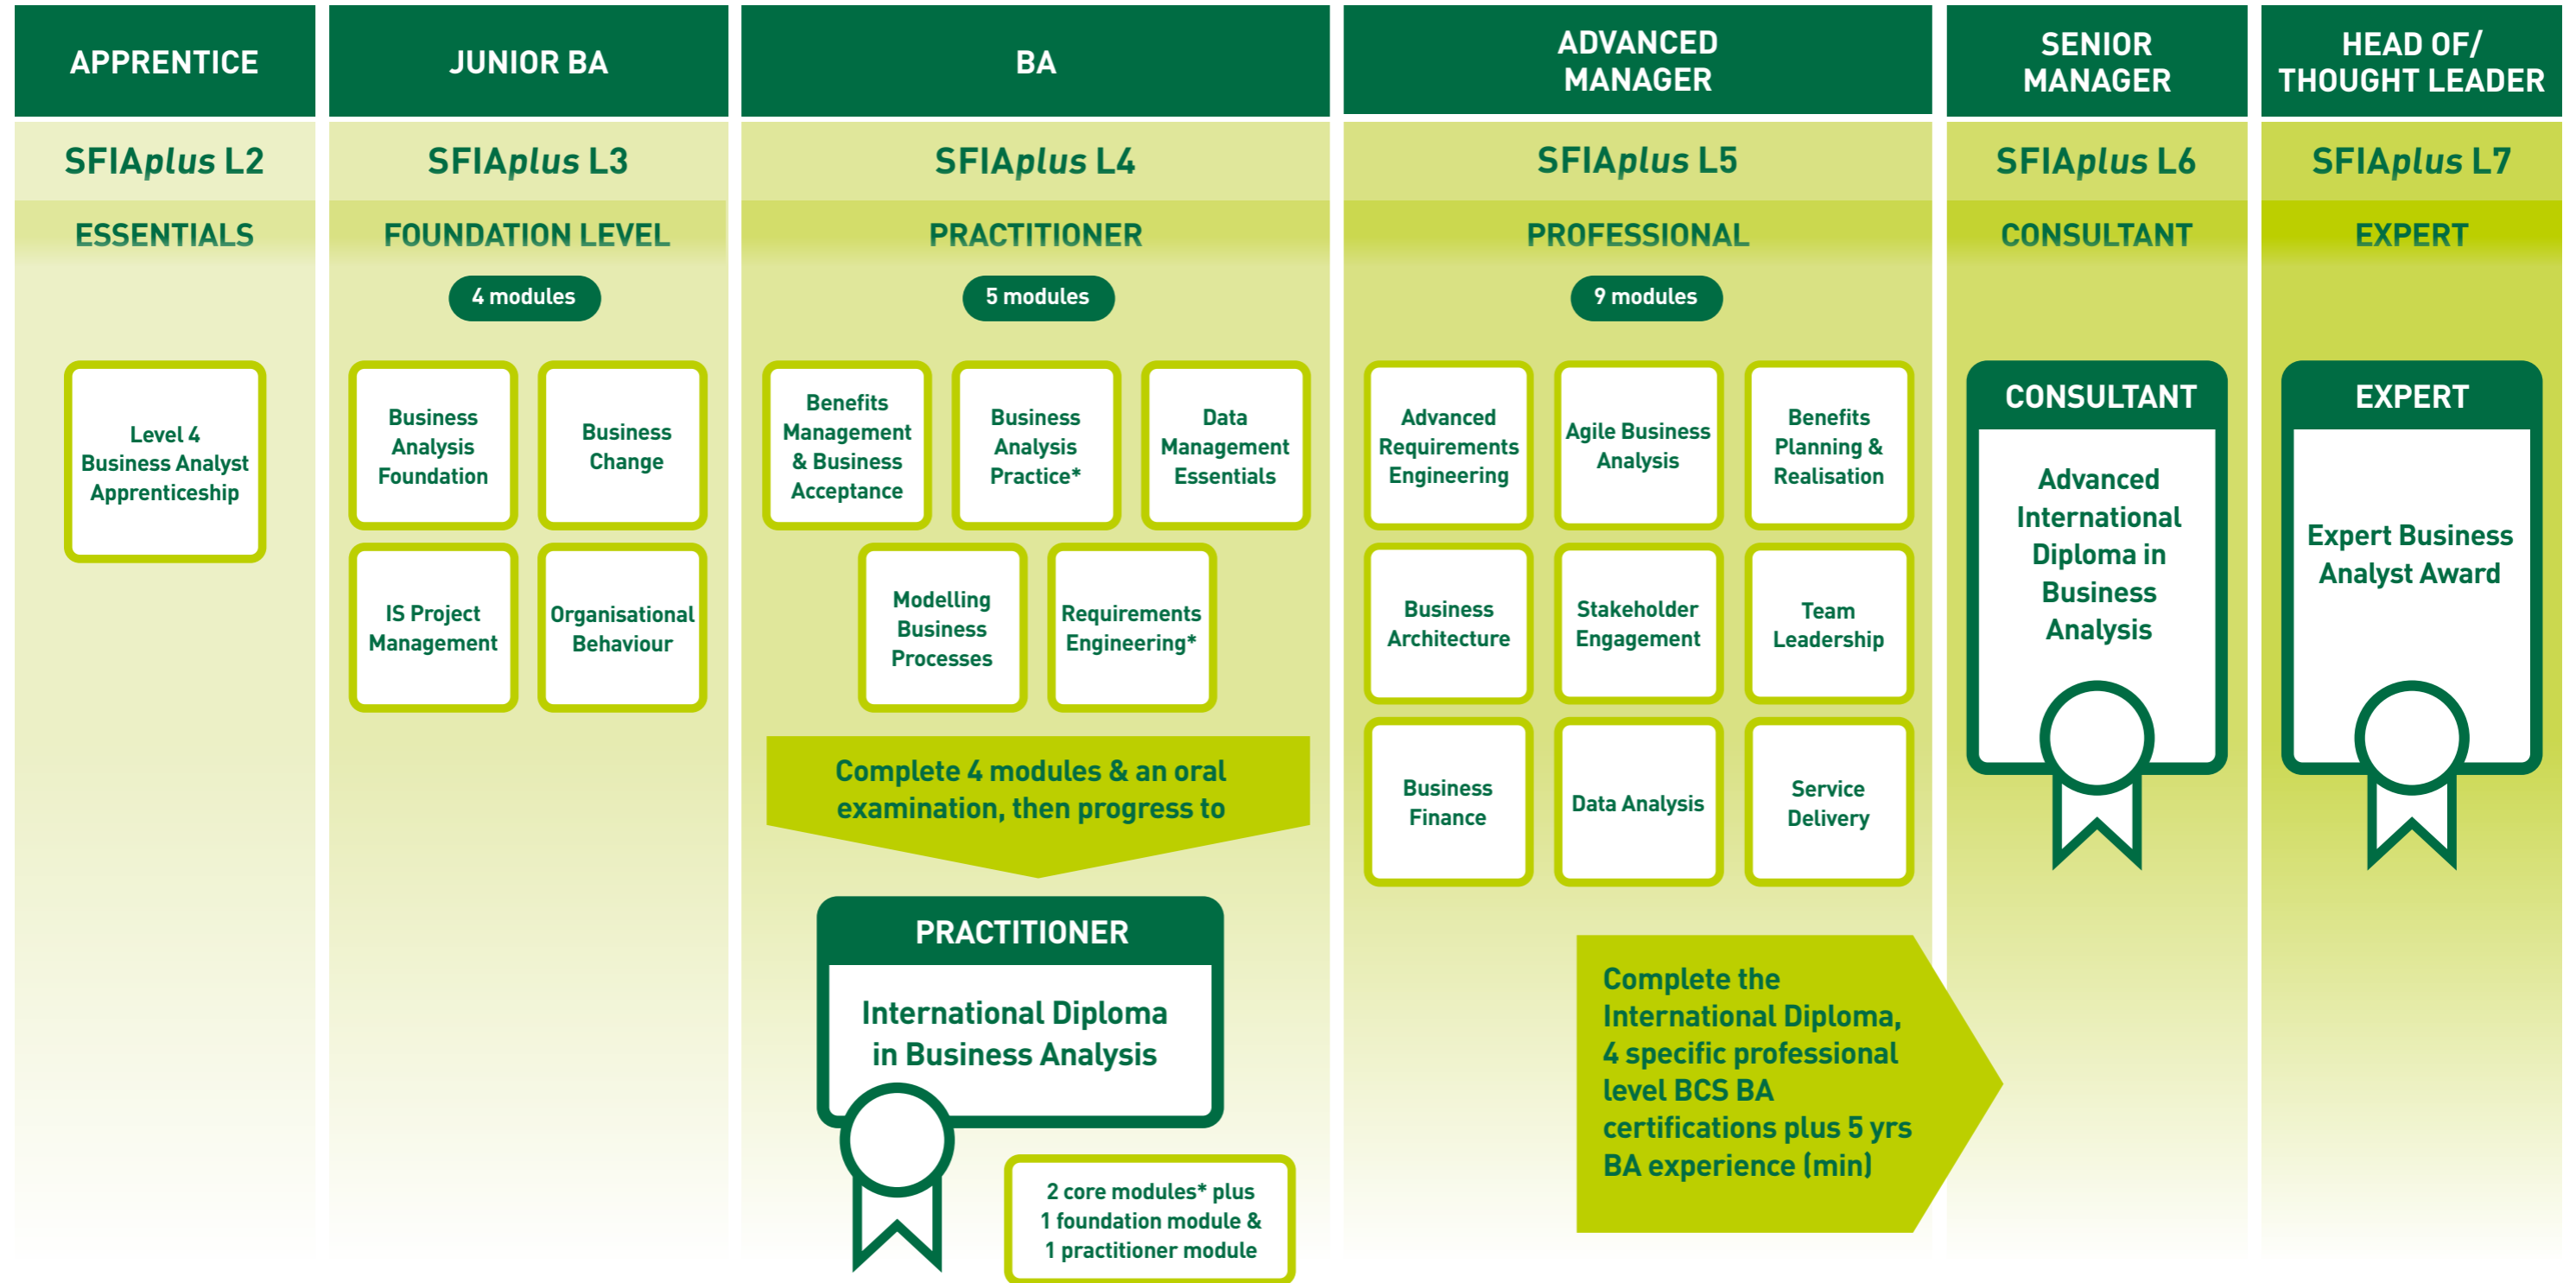 APPRENTICE
SFIAplus L2
ESSENTIALS
Level 4
Business Analyst
Apprenticeship
JUNIOR BA
SFIAplus L3
FOUNDATION LEVEL
4 modules
Business
Analysis
Foundation
Business
Change
IS Project
Management
Organisational
Behaviour
BA
SFIAplus L4
PRACTITIONER
5 modules
Benefits
Management
& Business
Acceptance
Business
Analysis
Practice*
Data
Management
Essentials
Modelling
Business
Processes
Requirements
Engineering*
Complete 4 modules & an oral
examination, then progress to
PRACTITIONER
International Diploma
in Business Analysis
2 core modules* plus
1 foundation module &
1 practitioner module
ADVANCED
MANAGER
SFIAplus L5
PROFESSIONAL
9 modules
Advanced
Requirements
Engineering
Agile Business
Analysis
Benefits
Planning &
Realisation
Business
Architecture
Stakeholder
Engagement
Team
Leadership
Business
Finance
Data Analysis
Service
Delivery
Complete the
International Diploma,
4 specific professional
level BCS BA
certifications plus 5 yrs
BA experience (min)
SENIOR
MANAGER
SFIAplus L6
CONSULTANT
CONSULTANT
Advanced
International
Diploma in
Business
Analysis
HEAD OF/
THOUGHT LEADER
SFIAplus L7
EXPERT
EXPERT
Expert Business
Analyst Award